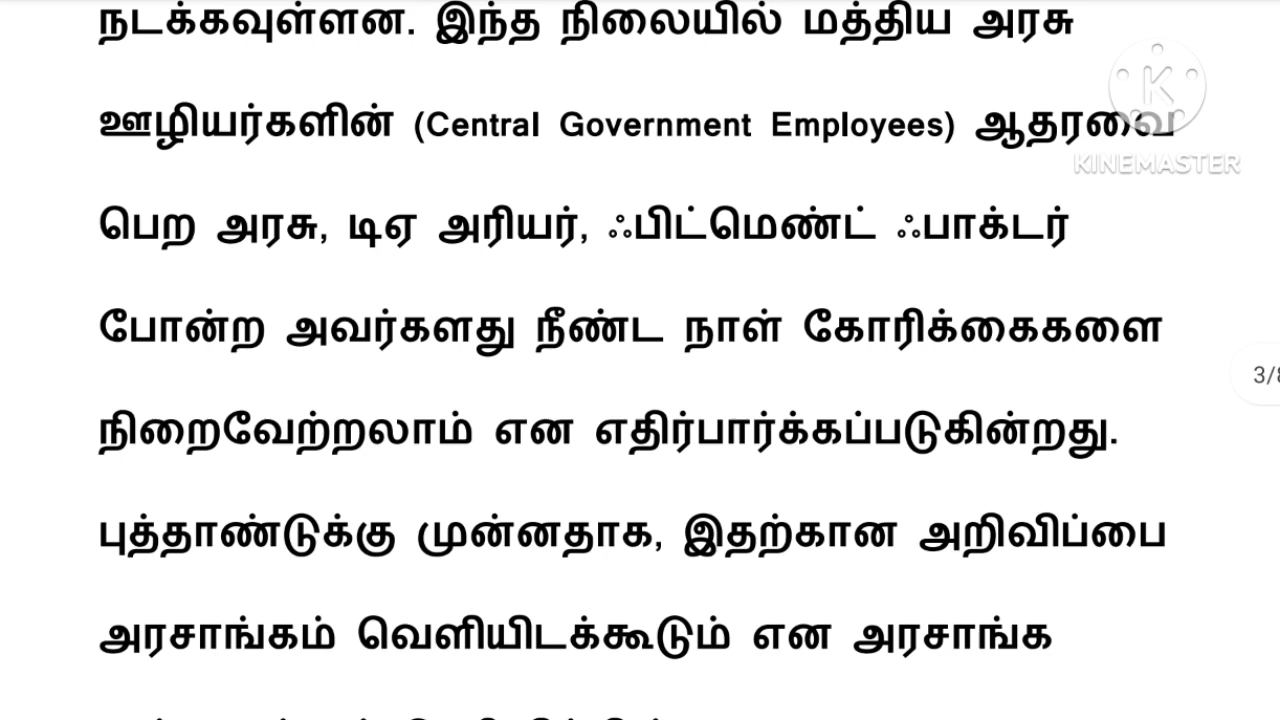 நடக்கவுள்ளன. இந்த நிலையில் மத்திய அரசு
ஊழியர்களின் (Central Government Employees) ஆதரவை
KINEMASTER
பெற அரசு, டிஏ அரியர், ஃபிட்மெண்ட் ஃபாக்டர்
போன்ற அவர்களது நீண்ட நாள் கோரிக்கைகளை
3/8
நிறைவேற்றலாம் என எதிர்பார்க்கப்படுகின்றது.
புத்தாண்டுக்கு முன்னதாக, இதற்கான அறிவிப்பை
அரசாங்கம் வெளியிடக்கூடும் என அரசாங்க